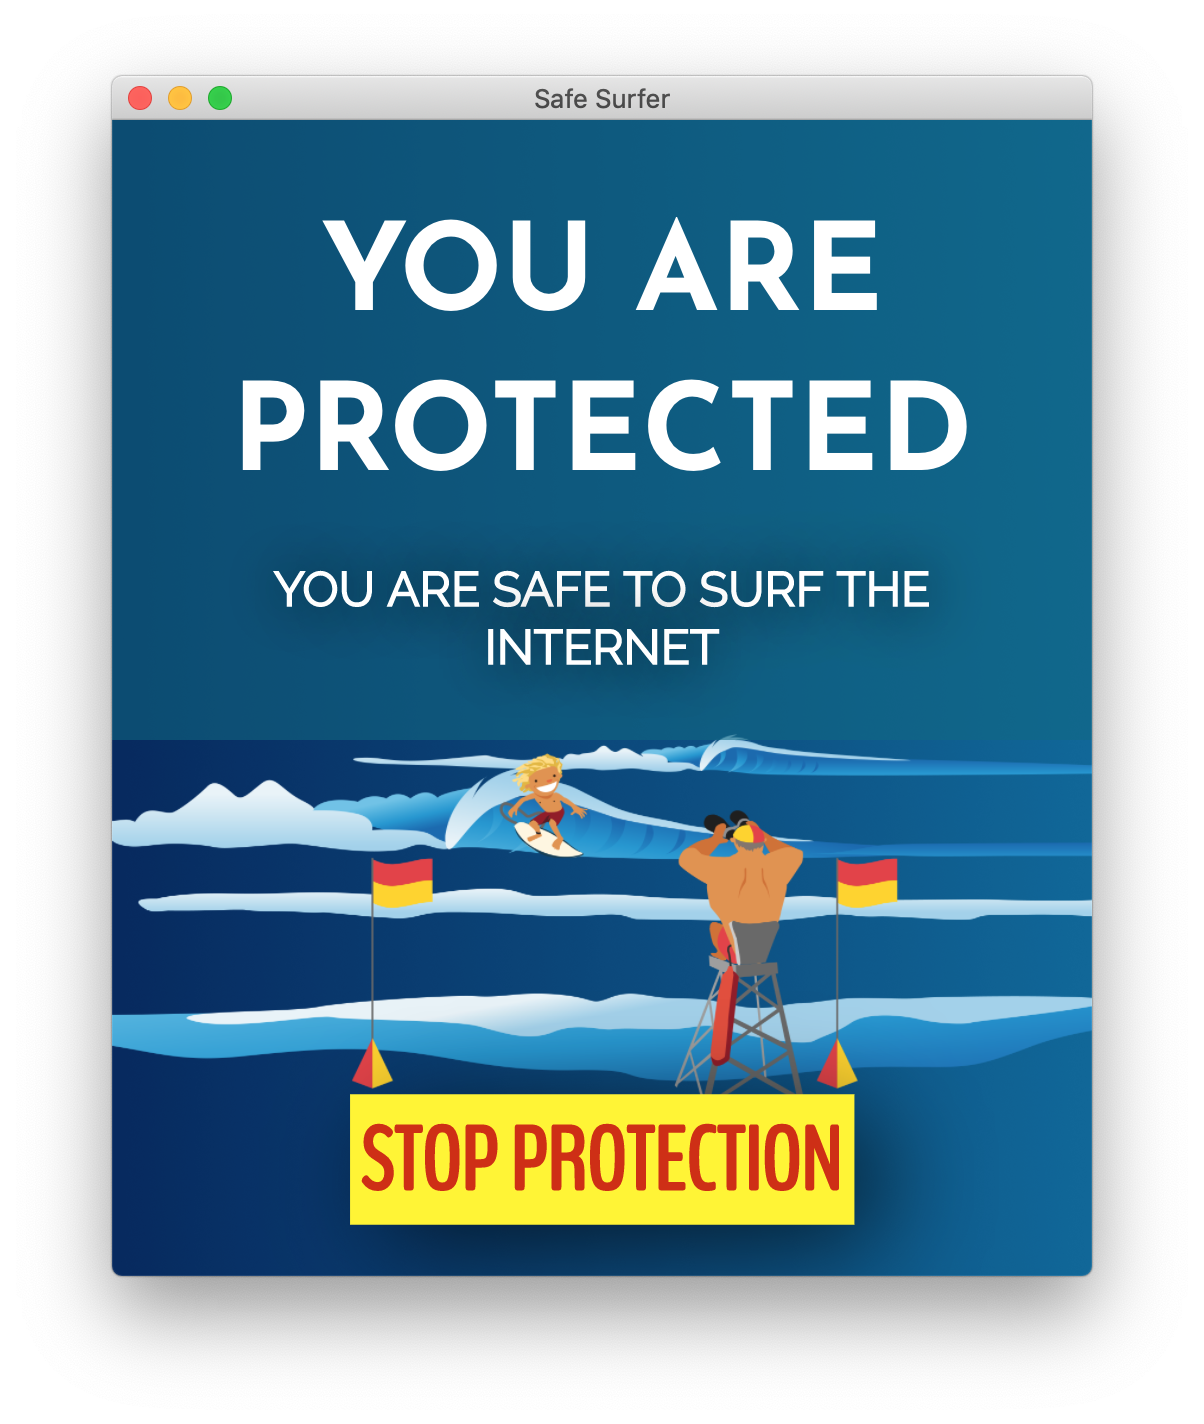 Safe Surfer
YOU ARE
PROTECTED
YOU ARE SAFE TO SURF THE
INTERNET
STOP PROTECTION